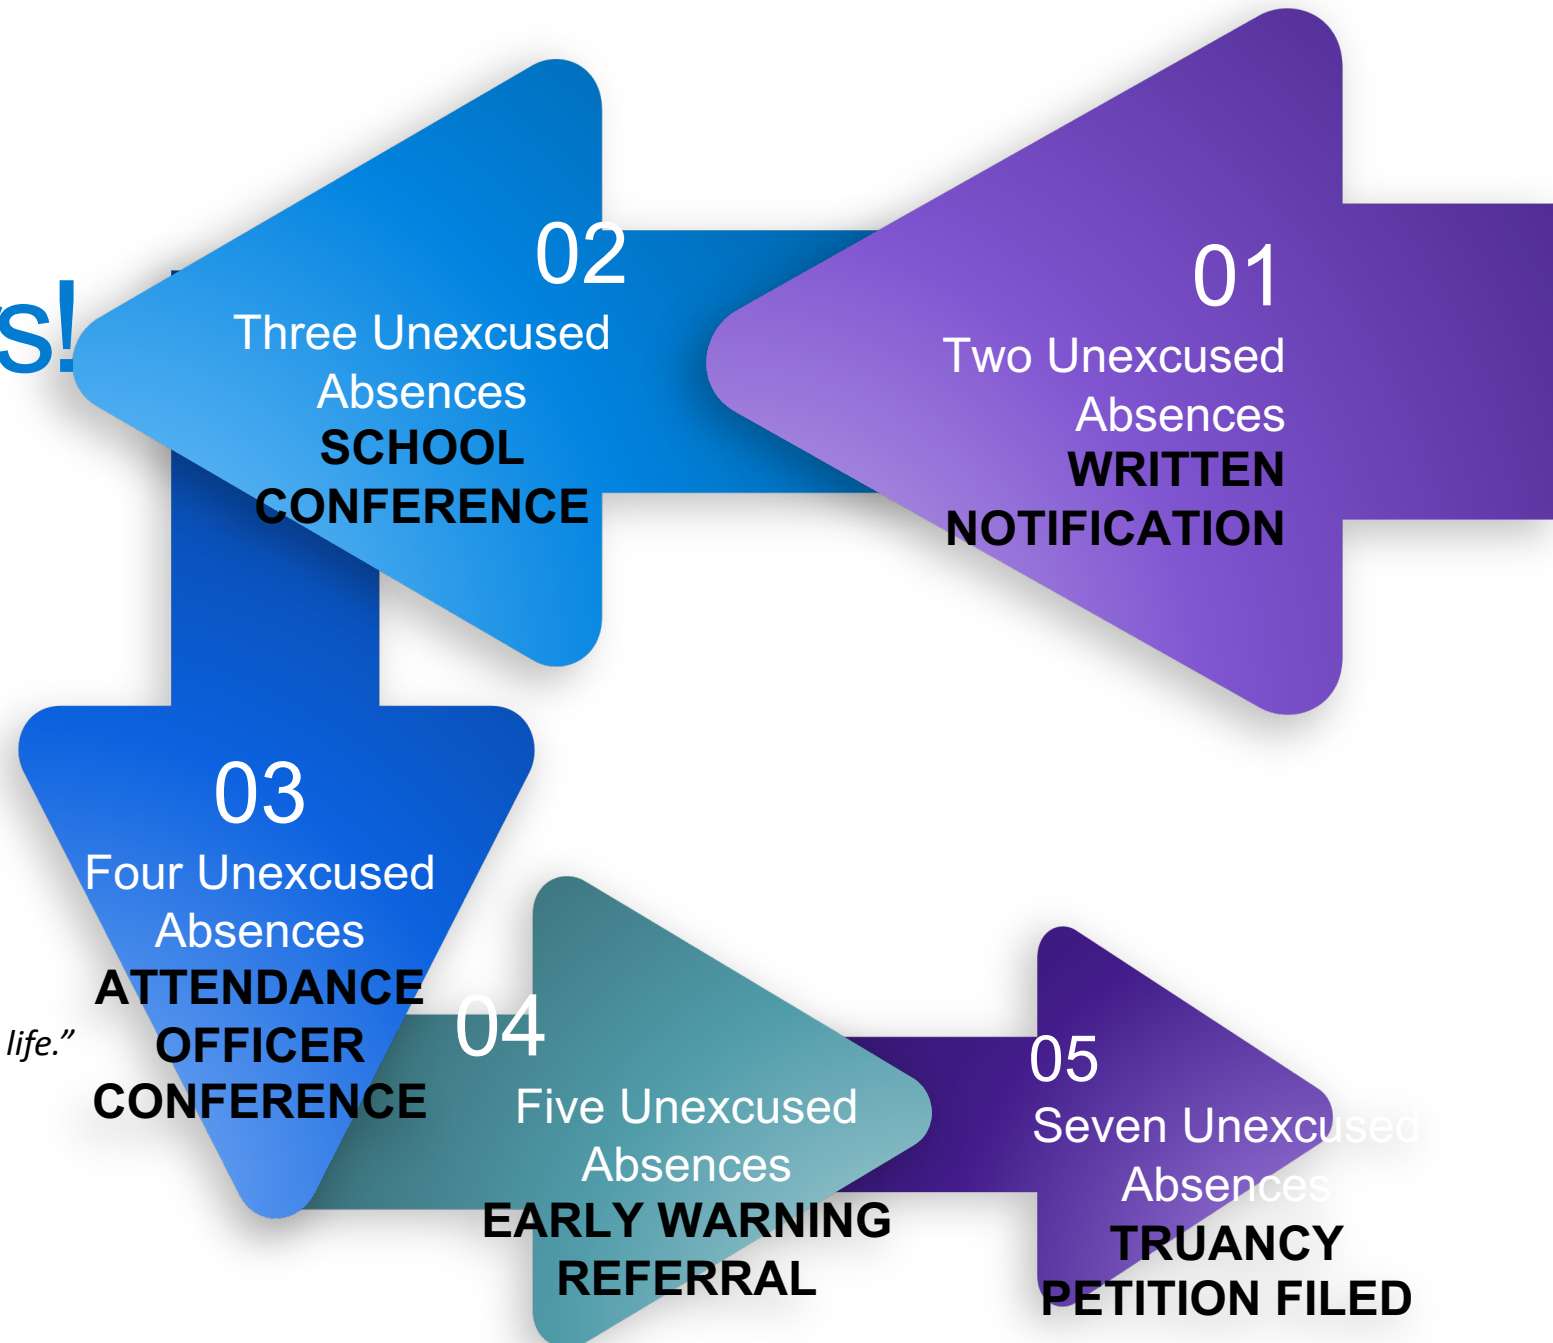 s!
02
Three Unexcused
Absences
SCHOOL
CONFERENCE
01
Two Unexcused
Absences
WRITTEN
NOTIFICATION
03
Four Unexcused
Absences
ATTENDANCE
OFFICER
CONFERENCE
life.”
04
Five Unexcused
Absences
EARLY WARNING
REFERRAL
05
Seven Unexcused
Absences
TRUANCY
PETITION FILED